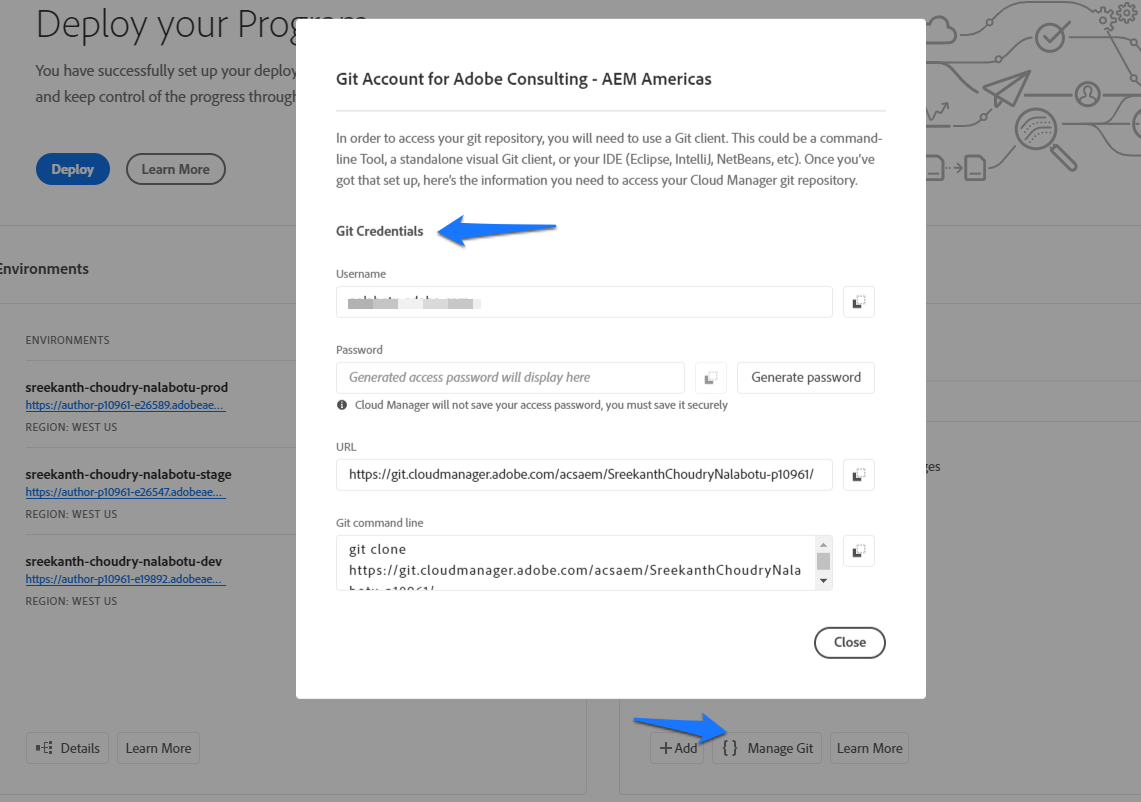 Deploy your Prog
You have successfully set up your deploy
and keep control of the progress through
Deploy
Learn More
Environments
ENVIRONMENTS
sreekanth-choudry-nalabotu-prod
https://author-p10961-e26589.adobeae...
REGION: WEST US
sreekanth-choudry-nalabotu-stage
https://author-p10961-e26547.adobeae...
REGION: WEST US
sreekanth-choudry-nalabotu-dev
https://author-p10961-e19892.adobeae...
REGION: WEST US
Details
Learn More
Git Account for Adobe Consulting - AEM Americas
In order to access your git repository, you will need to use a Git client. This could be a command-
line Tool, a standalone visual Git client, or your IDE (Eclipse, IntelliJ, NetBeans, etc). Once you've
got that set up, here's the information you need to access your Cloud Manager git repository.
Git Credentials
Username
Password
Generated access password will display here
Generate password
Cloud Manager will not save your access password, you must save it securely
URL
https://git.cloudmanager.adobe.com/acsaem/SreekanthChoudryNalabotu-p10961/
Git command line
git clone
https://git.cloudmanager.adobe.com/acsaem/SreekanthChoudryNala
botu-p10961/
Close
ges
+ Add
{ } Manage Git
Learn More